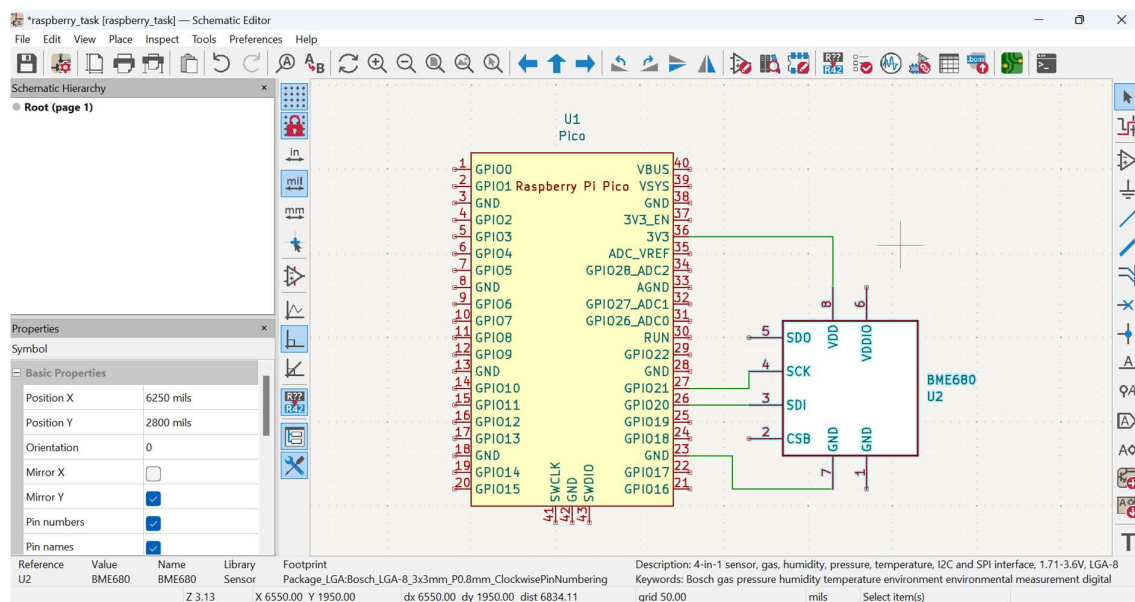 *raspberry_task [raspberry_task] — Schematic Editor
File Edit View Place Inspect Tools Preferences Help
Schematic Hierarchy
Root (page 1)
in
mil
mm
R??
R42
Properties
Symbol
Basic Properties
Position X 6250 mils
Position Y 2800 mils
Orientation 0
Mirror X
Mirror Y
Pin numbers
Pin names
U1
Pico
Raspberry Pi Pico
1 GPIO0
2 GPIO1
3 GND
4 GPIO2
5 GPIO3
6 GPIO4
7 GPIO5
8 GND
9 GPIO6
10 GPIO7
11 GPIO8
12 GPIO9
13 GND
14 GPIO10
15 GPIO11
16 GPIO12
17 GPIO13
18 GND
19 GPIO14
20 GPIO15
VBUS 40
VSYS 39
GND 38
3V3_EN 37
3V3 36
ADC_VREF 35
GPIO28_ADC2 34
AGND 33
GPIO27_ADC1 32
GPIO26_ADC0 31
RUN 30
GPIO22 29
GND 28
GPIO21 27
GPIO20 26
GPIO19 25
GPIO18 24
GND 23
GPIO17 22
GPIO16 21
SWCLK 41
GND 42
SWDIO 43
8 VDD
6 VDDIO
5 SDO
4 SCK
3 SDI
2 CSB
GND 7
GND 1
BME680
U2
Reference Value Name Library Footprint Description: 4-in-1 sensor, gas, humidity, pressure, temperature, I2C and SPI interface, 1.71-3.6V, LGA-8
U2 BME680 BME680 Sensor Package_LGA:Bosch_LGA-8_3x3mm_P0.8mm_ClockwisePinNumbering Keywords: Bosch gas pressure humidity temperature environment environmental measurement digital
Z 3.13 X 6550.00 Y 1950.00 dx 6550.00 dy 1950.00 dist 6834.11 grid 50.00 mils Select item(s)